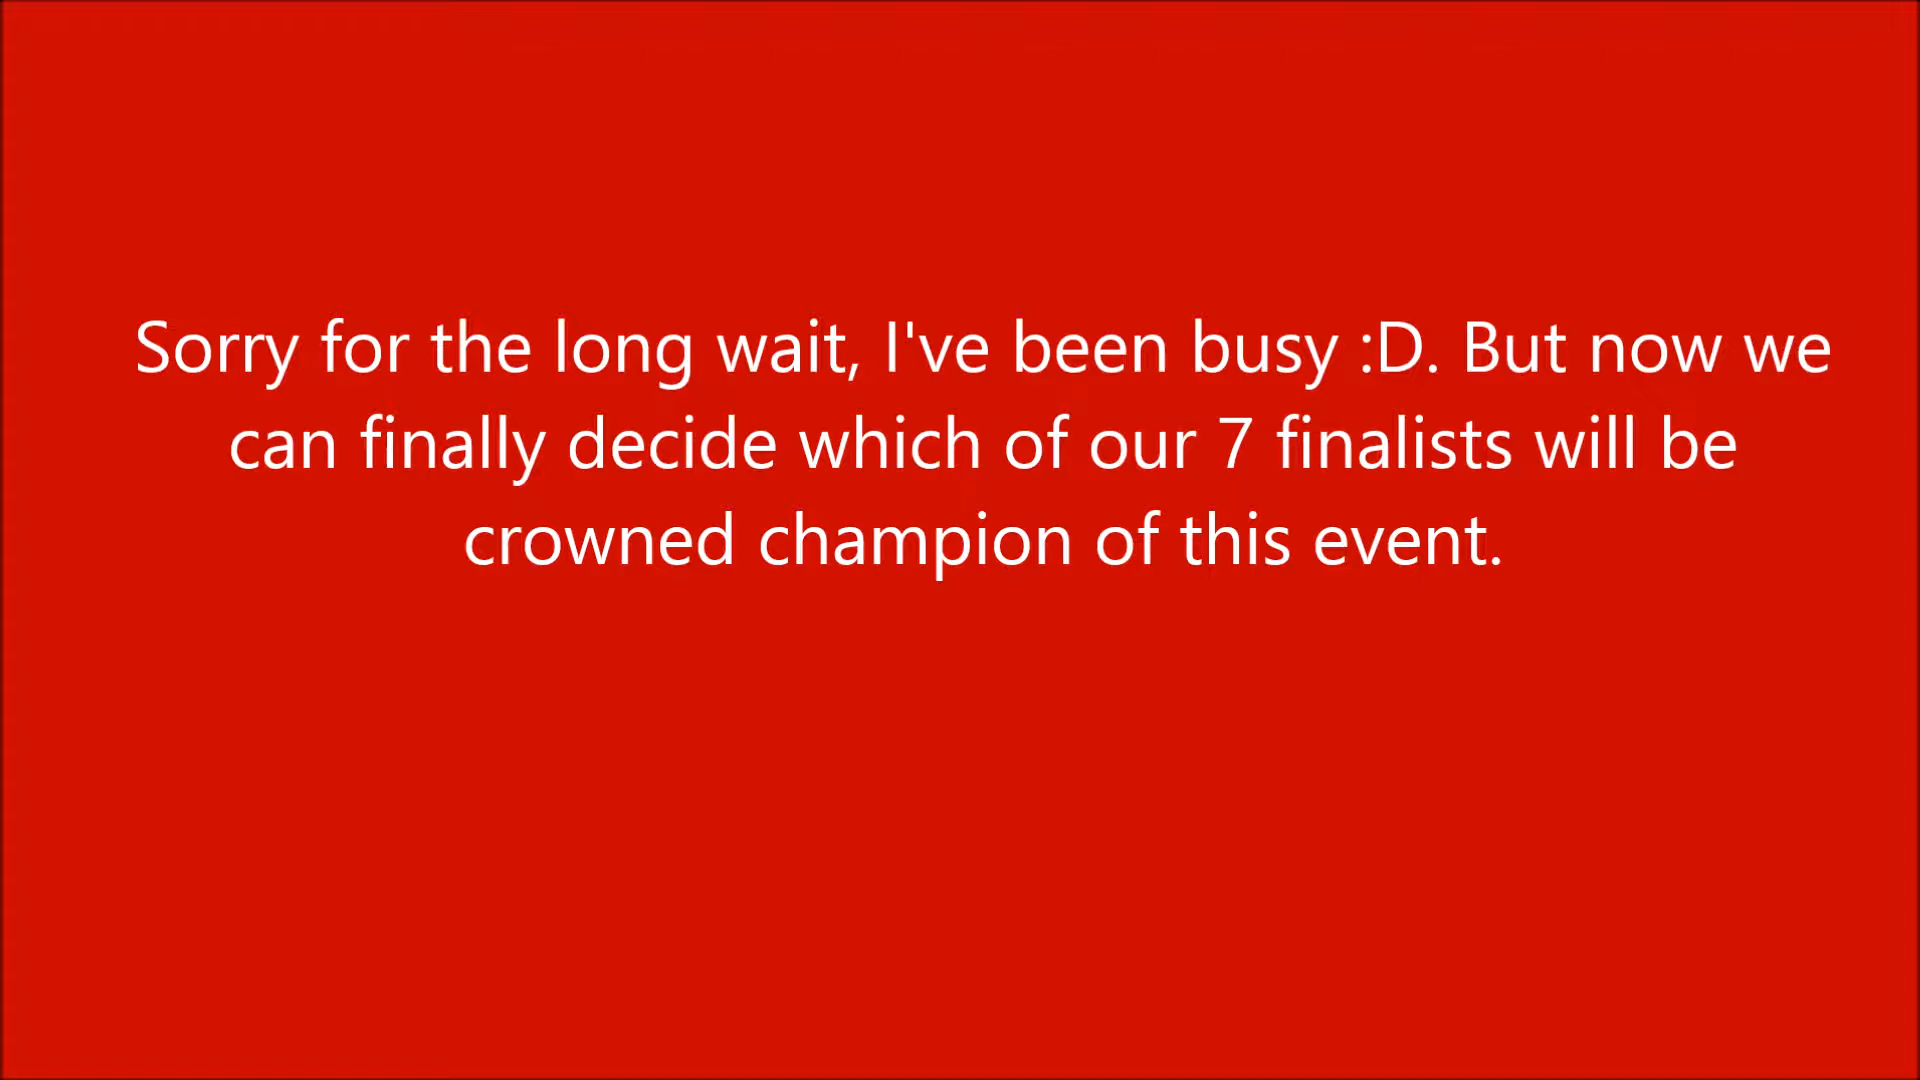 Sorry for the long wait, I've been busy :D. But now we
can finally decide which of our 7 finalists will be
crowned champion of this event.